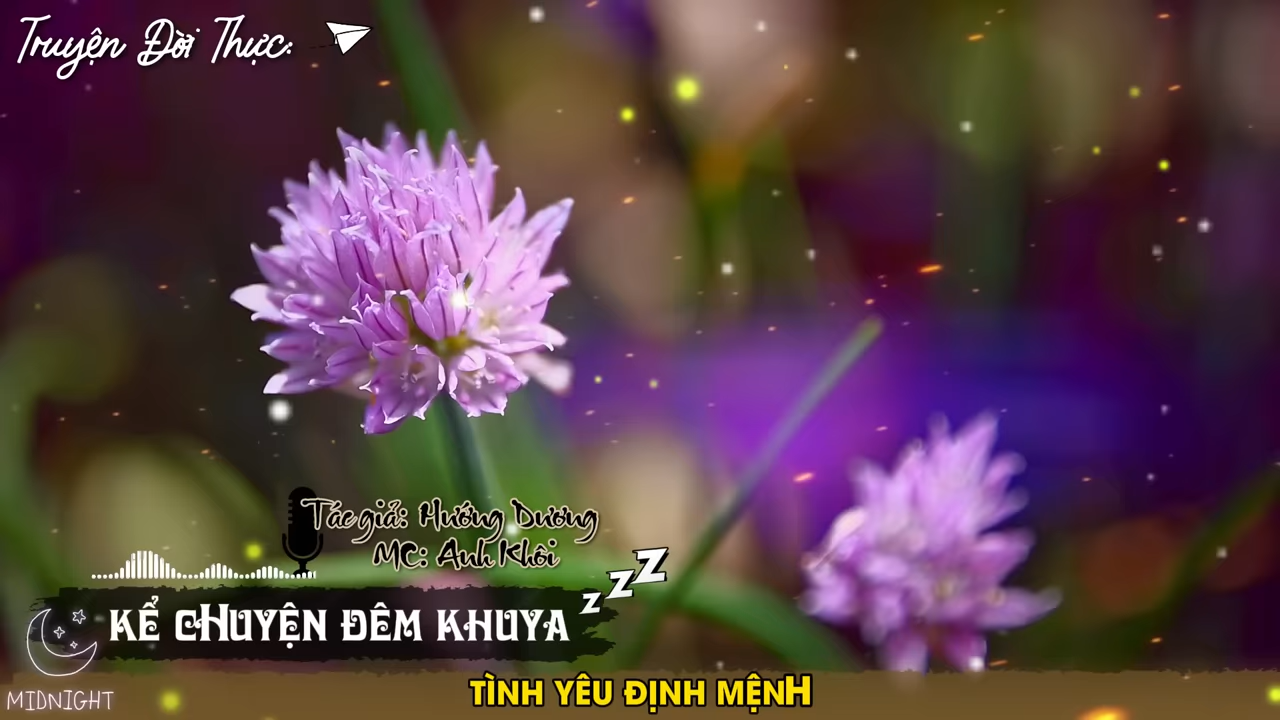 Truyện Đời Thực:
Tác giả: Hướng Dương
MC: Anh Khôi
zzZ
KỂ CHUYỆN ĐÊM KHUYA
MIDNIGHT
TÌNH YÊU ĐỊNH MỆNH